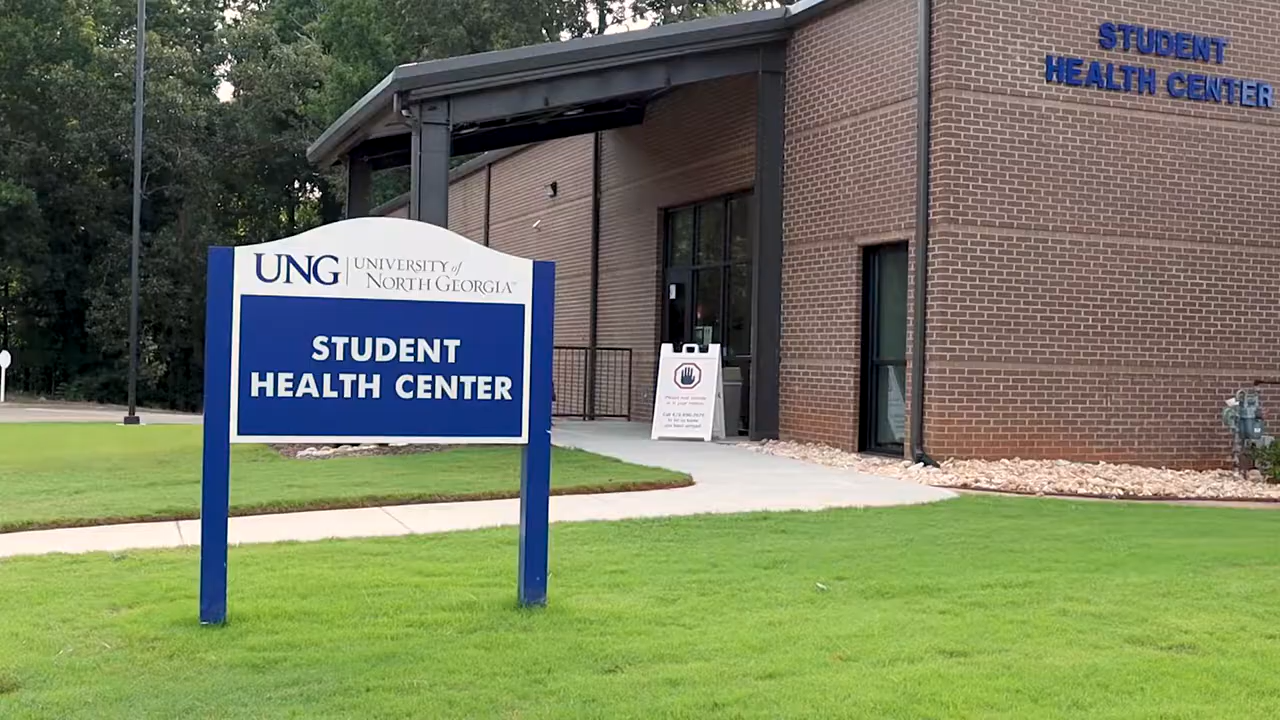 STUDENT
HEALTH CENTER
UNG
UNIVERSITY of
NORTH GEORGIA
STUDENT
HEALTH CENTER